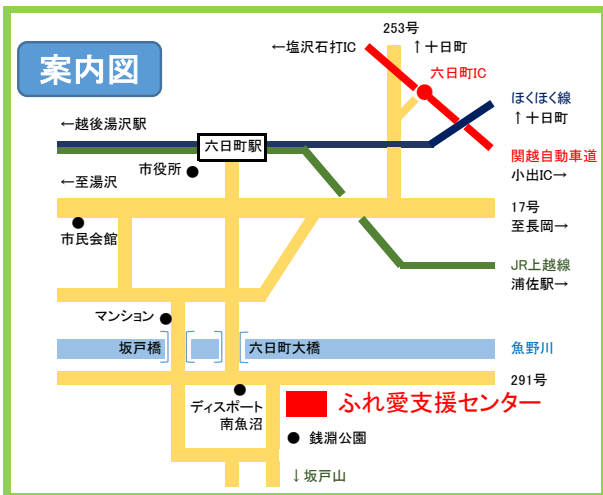 案内図
253号
←塩沢石打IC
↑十日町
六日町IC
ほくほく線
↑十日町
←越後湯沢駅
六日町駅
関越自動車道
小出IC→
市役所
←至湯沢
17号
至長岡→
市民会館
JR上越線
浦佐駅→
マンション
坂戸橋
六日町大橋
魚野川
291号
ディスポート
南魚沼
ふれ愛支援センター
銭淵公園
↓坂戸山